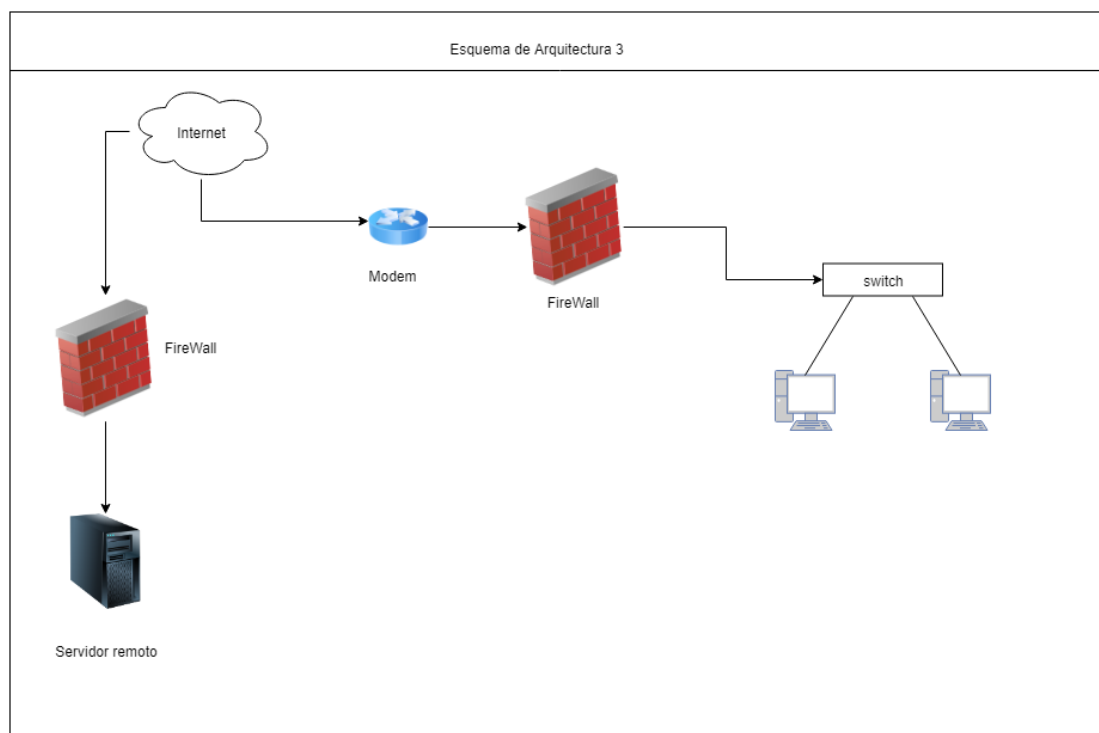 Esquema de Arquitectura 3
Internet
Modem
FireWall
switch
FireWall
Servidor remoto